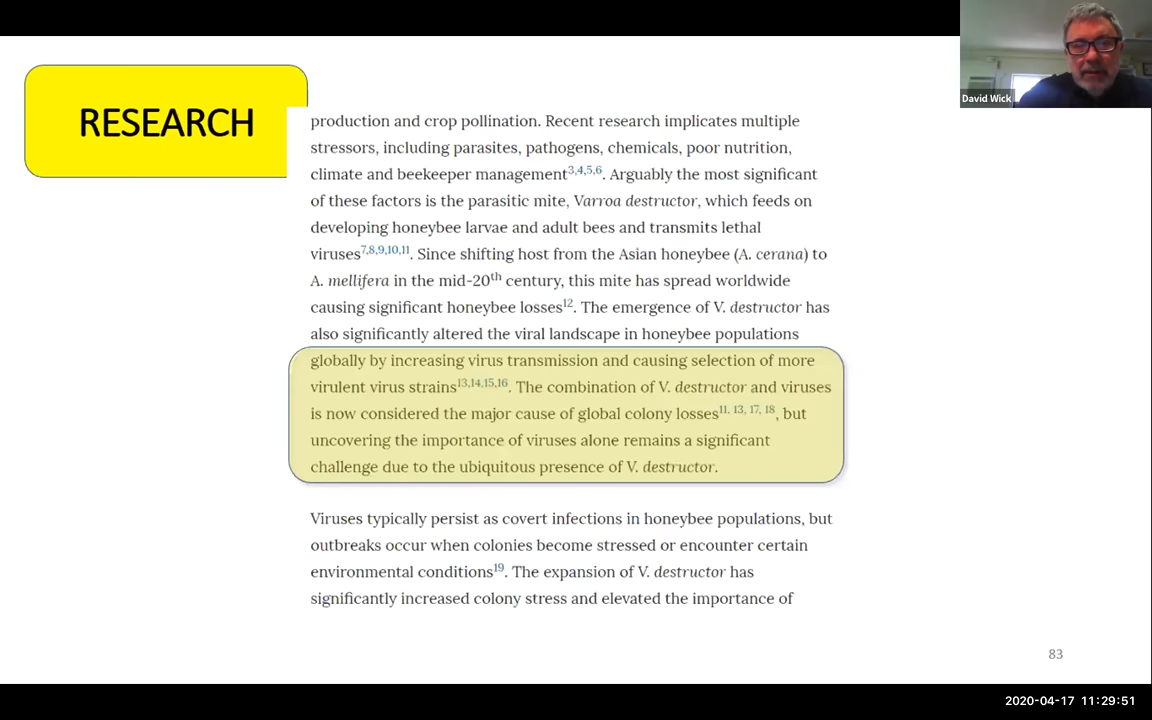 RESEARCH
David Wick
production and crop pollination. Recent research implicates multiple
stressors, including parasites, pathogens, chemicals, poor nutrition,
climate and beekeeper management3,4,5,6. Arguably the most significant
of these factors is the parasitic mite, Varroa destructor, which feeds on
developing honeybee larvae and adult bees and transmits lethal
viruses7,8,9,10,11. Since shifting host from the Asian honeybee (A. cerana) to
A. mellifera in the mid-20th century, this mite has spread worldwide
causing significant honeybee losses12. The emergence of V. destructor has
also significantly altered the viral landscape in honeybee populations
globally by increasing virus transmission and causing selection of more
virulent virus strains13,14,15,16. The combination of V. destructor and viruses
is now considered the major cause of global colony losses11, 13, 17, 18, but
uncovering the importance of viruses alone remains a significant
challenge due to the ubiquitous presence of V. destructor.
Viruses typically persist as covert infections in honeybee populations, but
outbreaks occur when colonies become stressed or encounter certain
environmental conditions19. The expansion of V. destructor has
significantly increased colony stress and elevated the importance of
83
2020-04-17 11:29:51